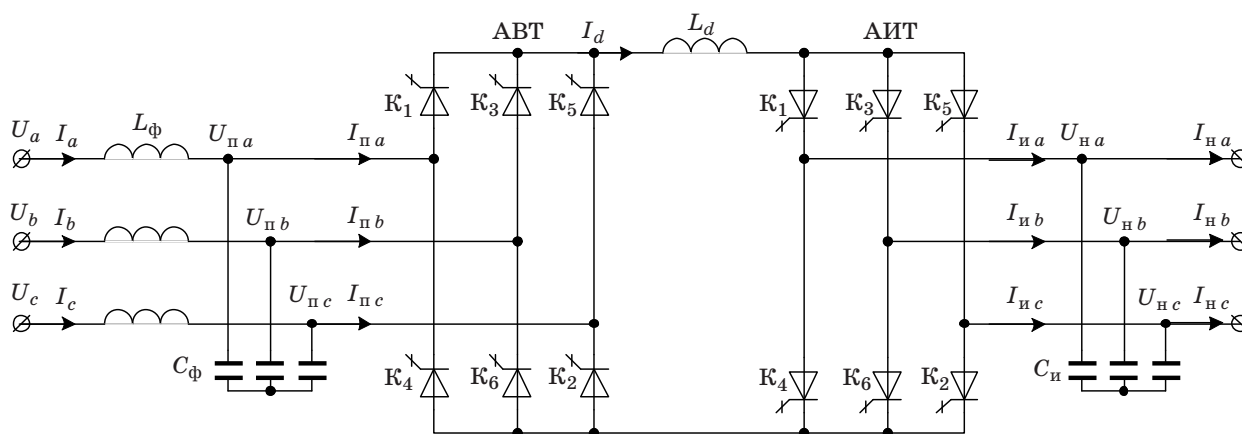 АВТ I_d L_d АИТ
К₁ К₃ К₅ К₁ К₃ К₅
U_a I_a L_ф U_п a I_п a I_и a U_н a I_н a
U_b I_b U_п b I_п b I_и b U_н b I_н b
U_c I_c U_п c I_п c I_и c U_н c I_н c
C_ф К₄ К₆ К₂ К₄ К₆ К₂ C_и